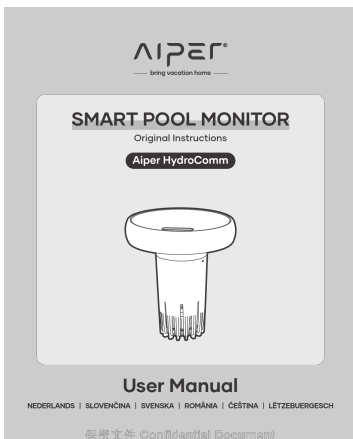 AIPER®
bring vacation home
SMART POOL MONITOR
Original Instructions
Aiper HydroComm
User Manual
NEDERLANDS | SLOVENČINA | SVENSKA | ROMÂNIA | ČEŠTINA | LËTZEBUERGESCH
保密文件 Confidential Document